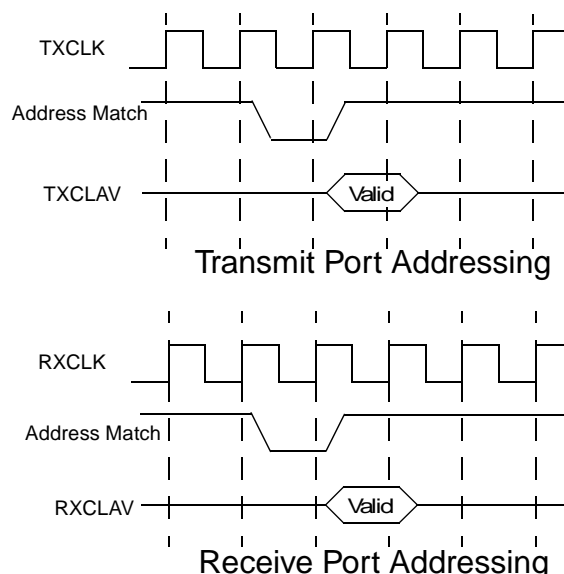 TXCLK
Address Match
TXCLAV
Valid
Transmit Port Addressing
RXCLK
Address Match
RXCLAV
Valid
Receive Port Addressing